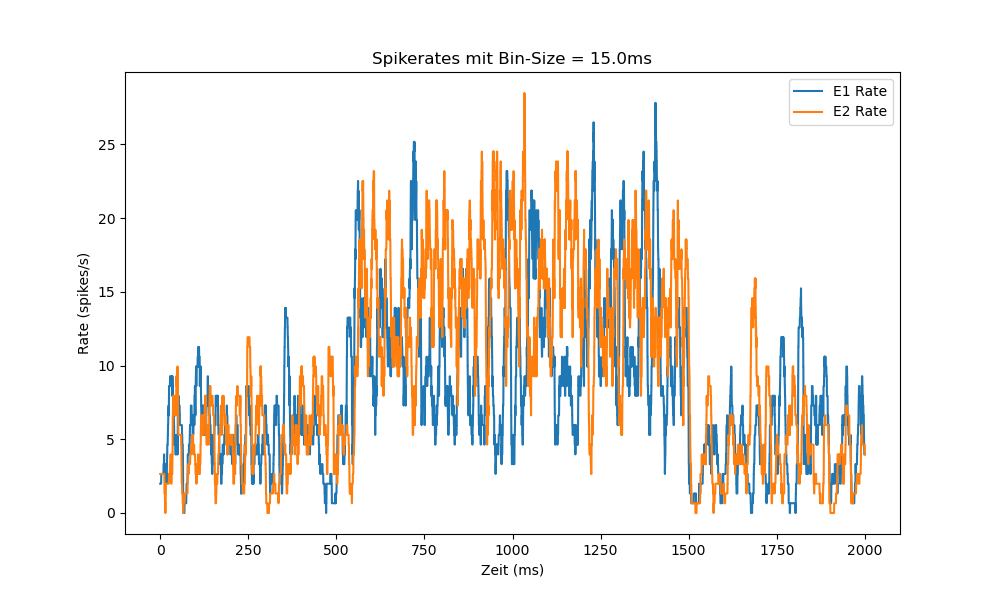 Spikerates mit Bin-Size = 15.0ms
E1 Rate
E2 Rate
Rate (spikes/s)
25
20
15
10
5
0
0 250 500 750 1000 1250 1500 1750 2000
Zeit (ms)